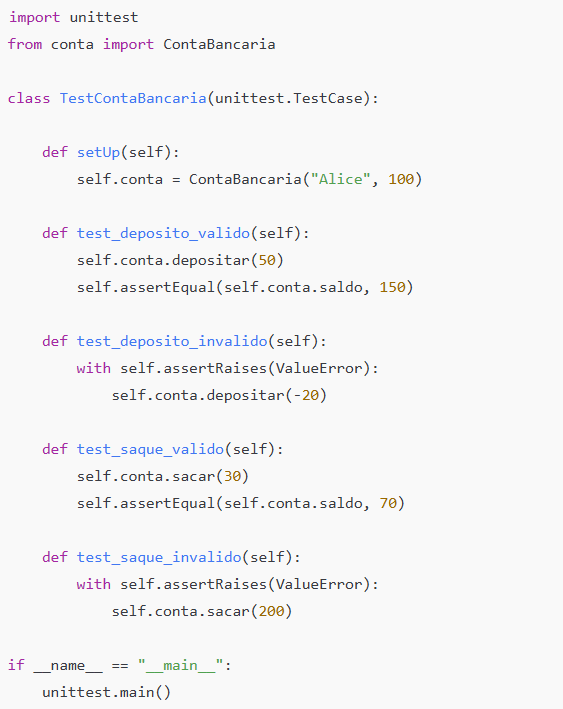 import unittest
from conta import ContaBancaria

class TestContaBancaria(unittest.TestCase):

    def setUp(self):
        self.conta = ContaBancaria("Alice", 100)

    def test_deposito_valido(self):
        self.conta.depositar(50)
        self.assertEqual(self.conta.saldo, 150)

    def test_deposito_invalido(self):
        with self.assertRaises(ValueError):
            self.conta.depositar(-20)

    def test_saque_valido(self):
        self.conta.sacar(30)
        self.assertEqual(self.conta.saldo, 70)

    def test_saque_invalido(self):
        with self.assertRaises(ValueError):
            self.conta.sacar(200)

if __name__ == "__main__":
    unittest.main()